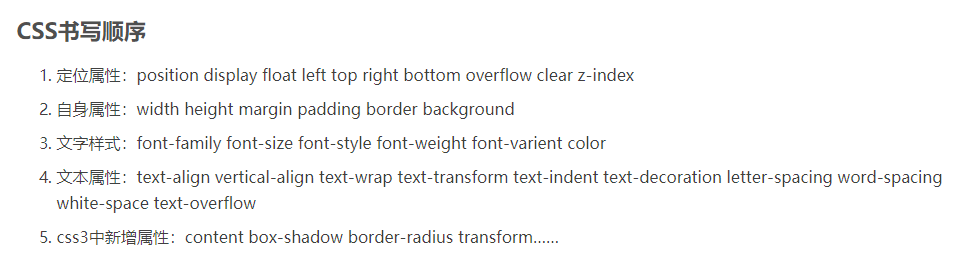 CSS书写顺序
1. 定位属性：position display float left top right bottom overflow clear z-index
2. 自身属性：width height margin padding border background
3. 文字样式：font-family font-size font-style font-weight font-varient color
4. 文本属性：text-align vertical-align text-wrap text-transform text-indent text-decoration letter-spacing word-spacing
white-space text-overflow
5. css3中新增属性：content box-shadow border-radius transform……